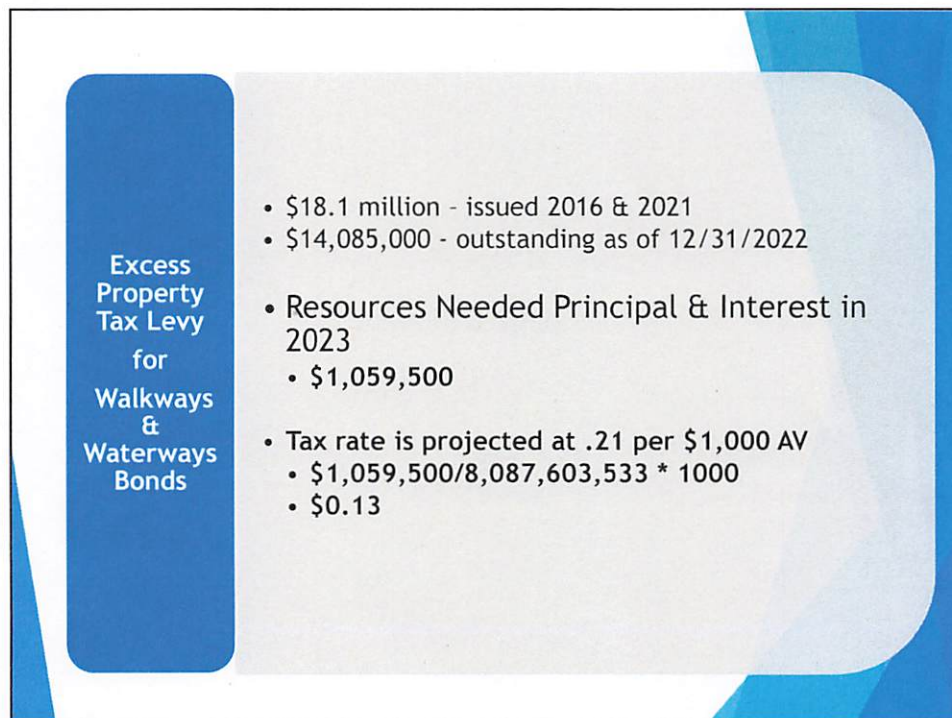 Excess
Property
Tax Levy
for
Walkways
&
Waterways
Bonds
• $18.1 million – issued 2016 & 2021
• $14,085,000 - outstanding as of 12/31/2022
• Resources Needed Principal & Interest in
2023
• $1,059,500
• Tax rate is projected at .21 per $1,000 AV
• $1,059,500/8,087,603,533 * 1000
• $0.13